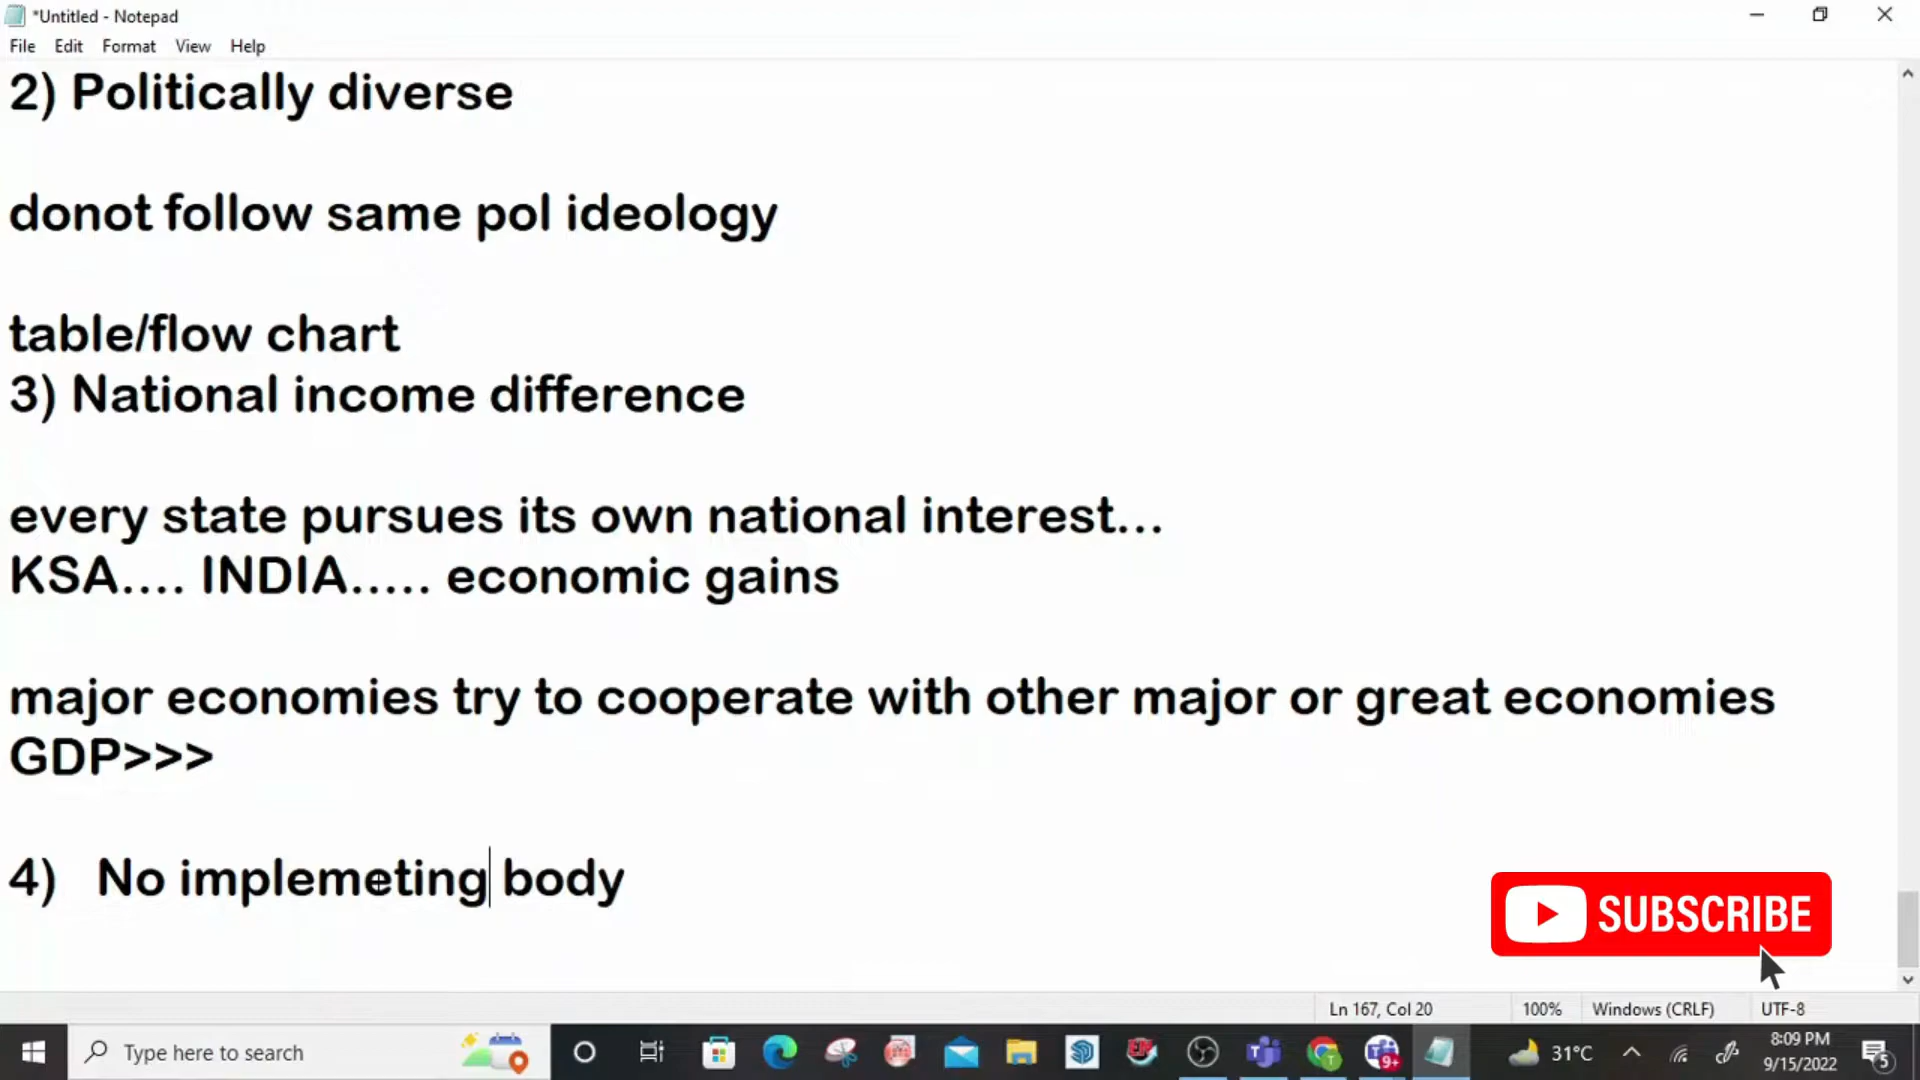 *Untitled - Notepad
File Edit Format View Help
2) Politically diverse
donot follow same pol ideology
table/flow chart
3) National income difference
every state pursues its own national interest...
KSA.... INDIA..... economic gains
major economies try to cooperate with other major or great economies
GDP>>>
4) No implemeting body
SUBSCRIBE
Ln 167, Col 20 100% Windows (CRLF) UTF-8
Type here to search
9+
31°C
8:09 PM
9/15/2022
5